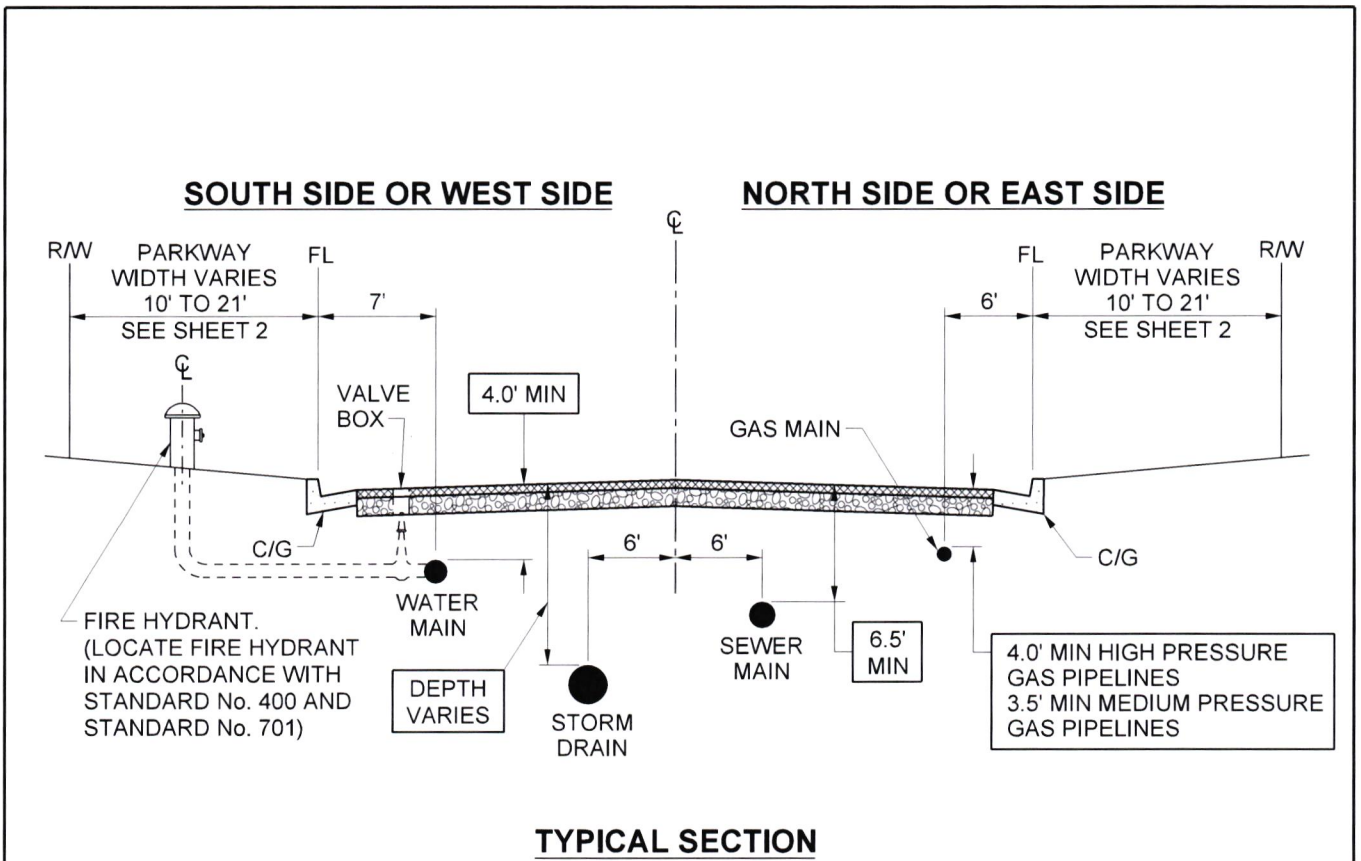 SOUTH SIDE OR WEST SIDE
NORTH SIDE OR EAST SIDE
℄
R/W
PARKWAY
WIDTH VARIES
10' TO 21'
SEE SHEET 2
FL
7'
6'
FL
PARKWAY
WIDTH VARIES
10' TO 21'
SEE SHEET 2
R/W
℄
VALVE
BOX
4.0' MIN
GAS MAIN
C/G
6'
6'
C/G
WATER
MAIN
FIRE HYDRANT.
(LOCATE FIRE HYDRANT
IN ACCORDANCE WITH
STANDARD No. 400 AND
STANDARD No. 701)
DEPTH
VARIES
STORM
DRAIN
SEWER
MAIN
6.5'
MIN
4.0' MIN HIGH PRESSURE
GAS PIPELINES
3.5' MIN MEDIUM PRESSURE
GAS PIPELINES
TYPICAL SECTION